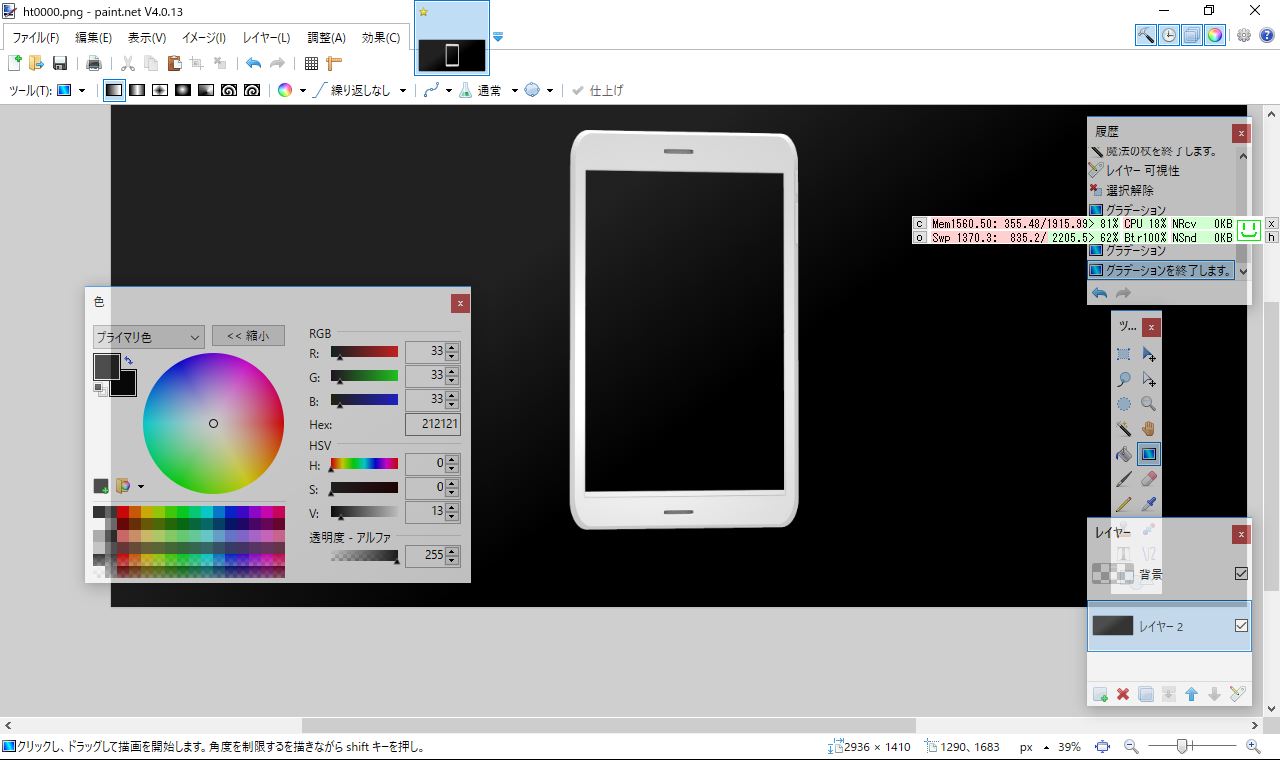 ht0000.png - paint.net V4.0.13
ファイル(F) 編集(E) 表示(V) イメージ(I) レイヤー(L) 調整(A) 効果(C)
ツール(T): 繰り返しなし 通常 仕上げ
履歴
魔法の杖を終了します。
レイヤー 可視性
選択解除
グラデーション
c Mem1560.50: 355.48/1915.99> 81% CPU 18% NRcv 0KB x
o Swp 1370.3: 835.2/ 2205.5> 62% Btr100% NSnd 0KB h
グラデーション
グラデーションを終了します。
色
プライマリ色 << 縮小
RGB
R: 33
G: 33
B: 33
Hex: 212121
HSV
H: 0
S: 0
V: 13
透明度 - アルファ
255
ツ...
レイヤー
背景
レイヤー 2
クリックし、ドラッグして描画を開始します。角度を制限するを描きながら shift キーを押し。
2936 × 1410 1290、1683 px 39%